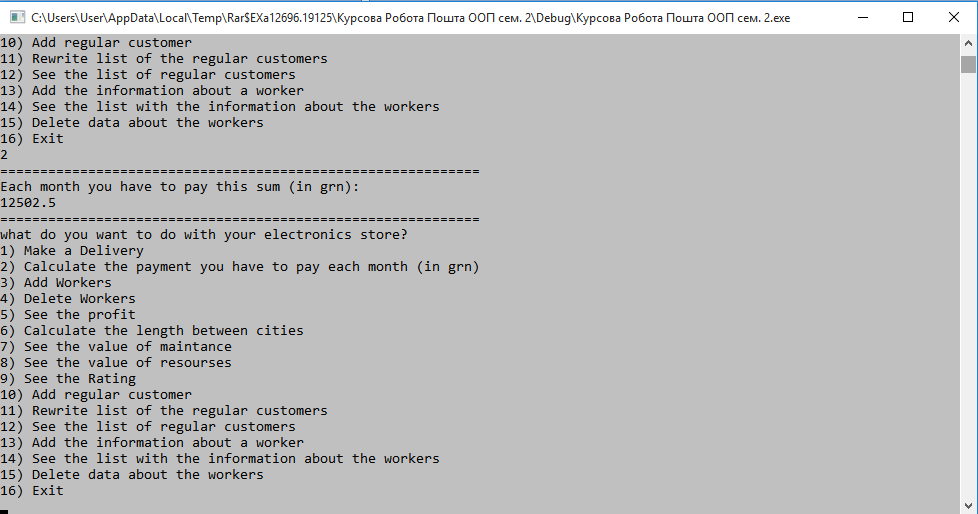 C:\Users\User\AppData\Local\Temp\Rar$EXa12696.19125\Курсова Робота Пошта ООП сем. 2\Debug\Курсова Робота Пошта ООП сем. 2.exe
10) Add regular customer
11) Rewrite list of the regular customers
12) See the list of regular customers
13) Add the information about a worker
14) See the list with the information about the workers
15) Delete data about the workers
16) Exit
2
============================================================
Each month you have to pay this sum (in grn):
12502.5
============================================================
what do you want to do with your electronics store?
1) Make a Delivery
2) Calculate the payment you have to pay each month (in grn)
3) Add Workers
4) Delete Workers
5) See the profit
6) Calculate the length between cities
7) See the value of maintance
8) See the value of resourses
9) See the Rating
10) Add regular customer
11) Rewrite list of the regular customers
12) See the list of regular customers
13) Add the information about a worker
14) See the list with the information about the workers
15) Delete data about the workers
16) Exit